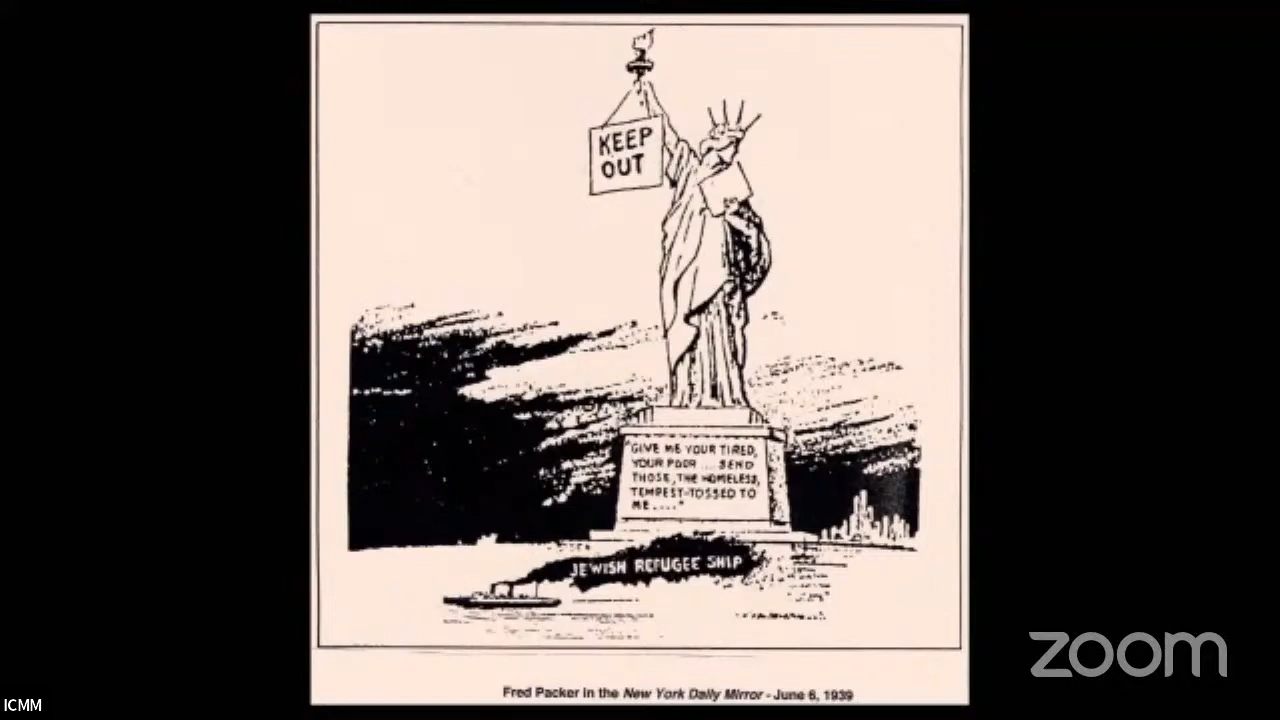 KEEP
OUT
"GIVE ME YOUR TIRED,
YOUR POOR .... SEND
THOSE, THE HOMELESS,
TEMPEST-TOSSED TO
ME...."
JEWISH REFUGEE SHIP
Fred Packer in the New York Daily Mirror - June 6, 1939
zoom
ICMM